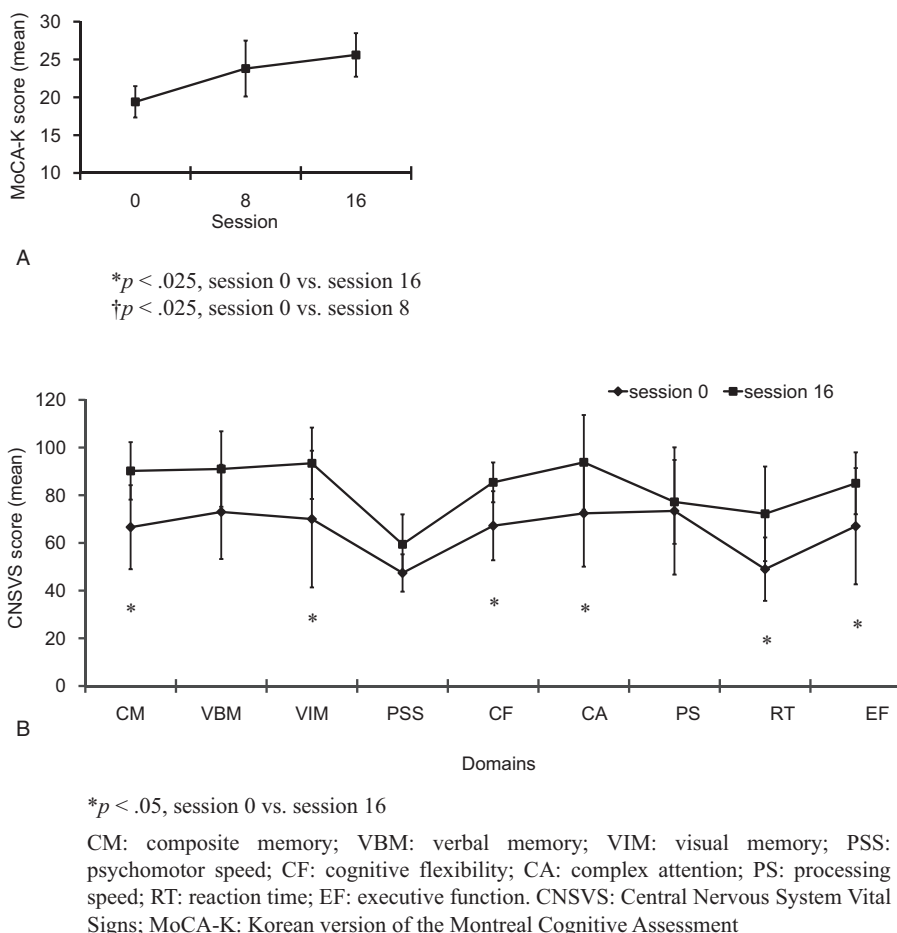 30
25
20
15
10
MoCA-K score (mean)
0 8 16
Session
A
*p < .025, session 0 vs. session 16
†p < .025, session 0 vs. session 8
session 0 session 16
120
100
80
60
40
20
0
CNSVS score (mean)
* * * * * *
CM VBM VIM PSS CF CA PS RT EF
B
Domains
*p < .05, session 0 vs. session 16
CM: composite memory; VBM: verbal memory; VIM: visual memory; PSS:
psychomotor speed; CF: cognitive flexibility; CA: complex attention; PS: processing
speed; RT: reaction time; EF: executive function. CNSVS: Central Nervous System Vital
Signs; MoCA-K: Korean version of the Montreal Cognitive Assessment